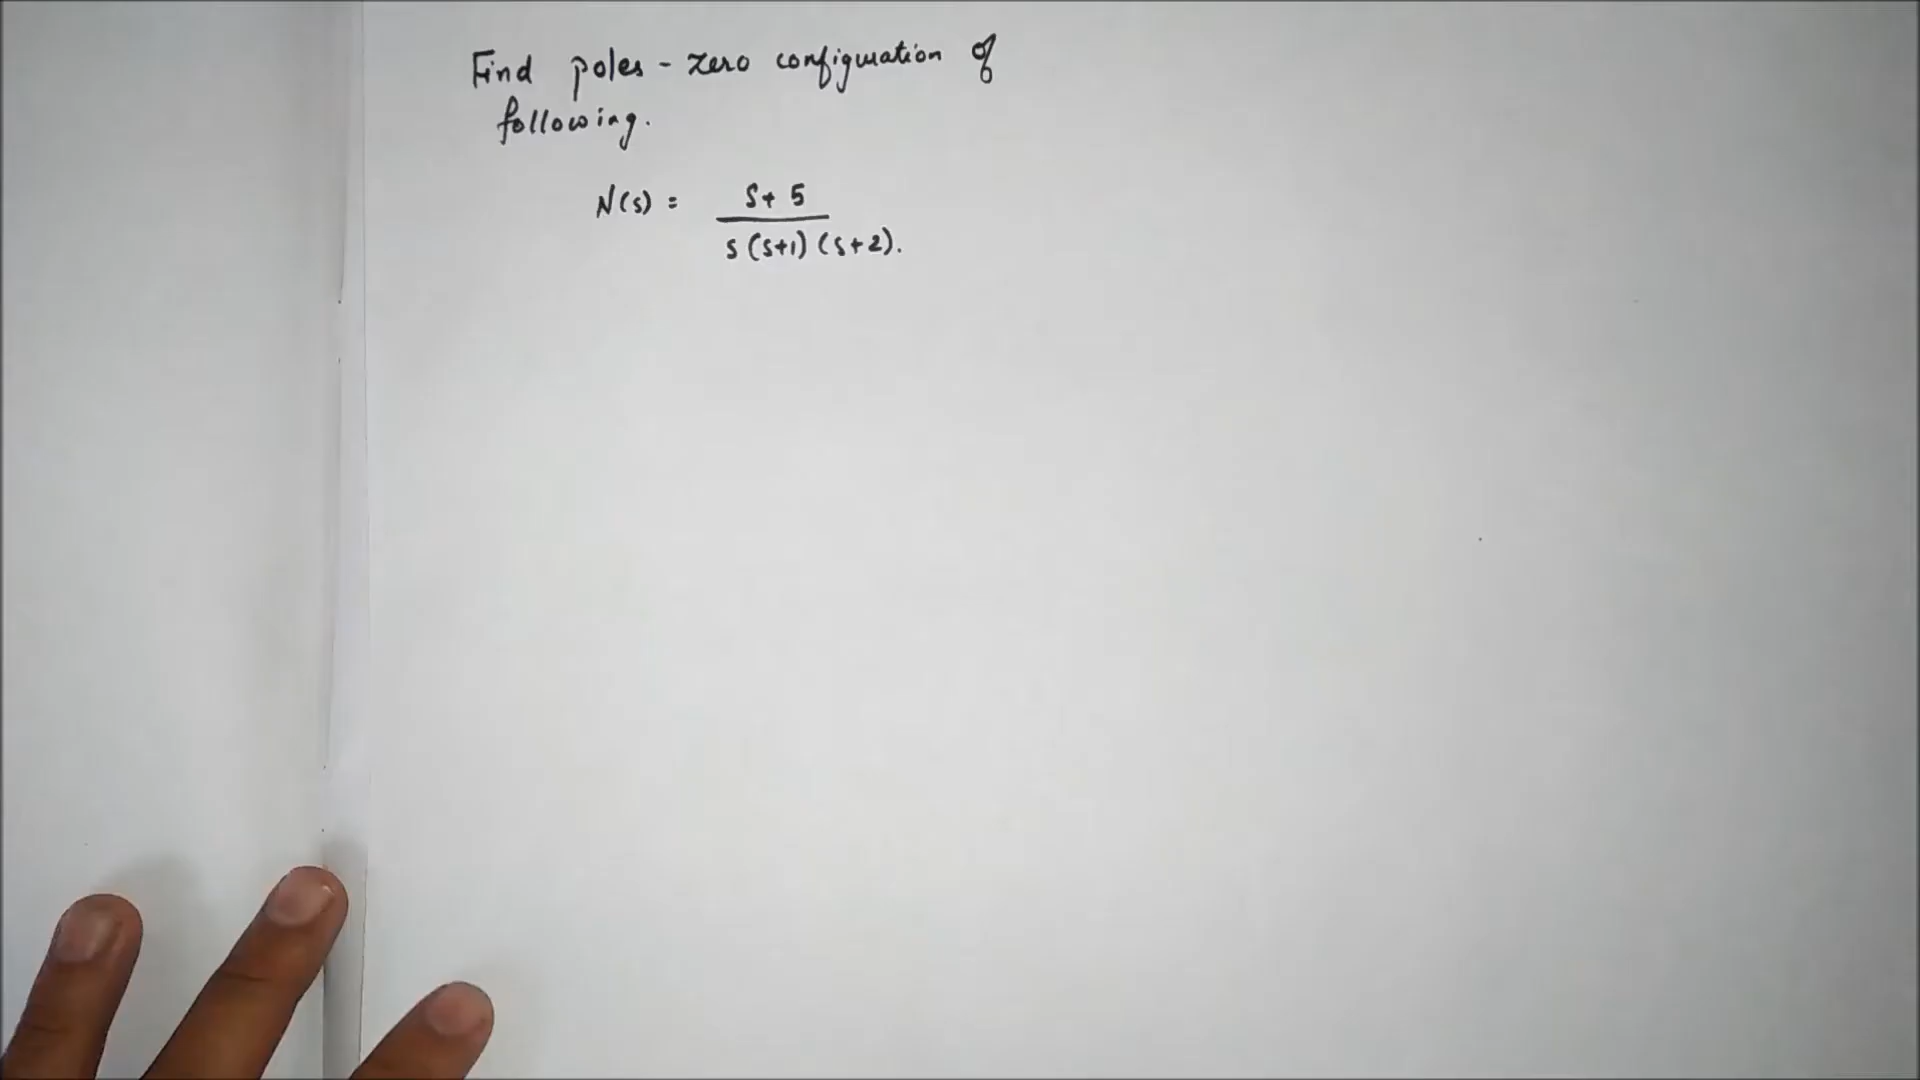 Find poles - zero configuration of
following.
N(s) = s+5 / s(s+1)(s+2).